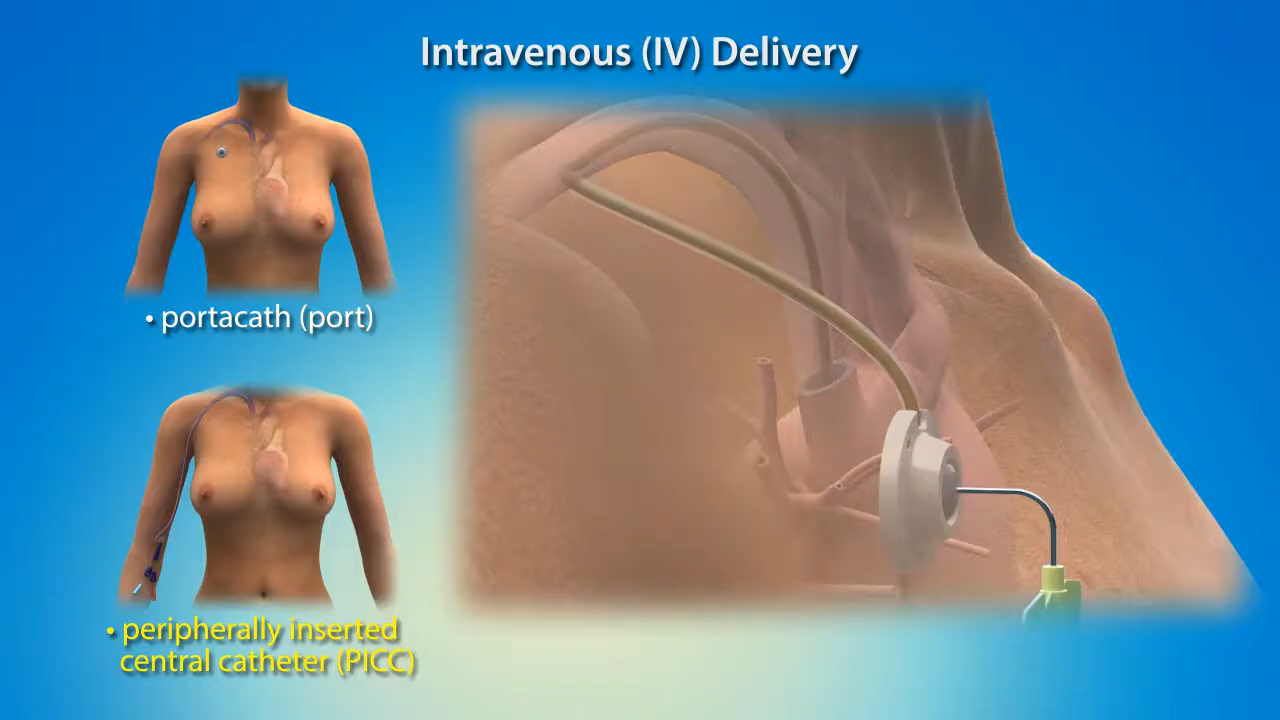 Intravenous (IV) Delivery
• portacath (port)
• peripherally inserted
central catheter (PICC)